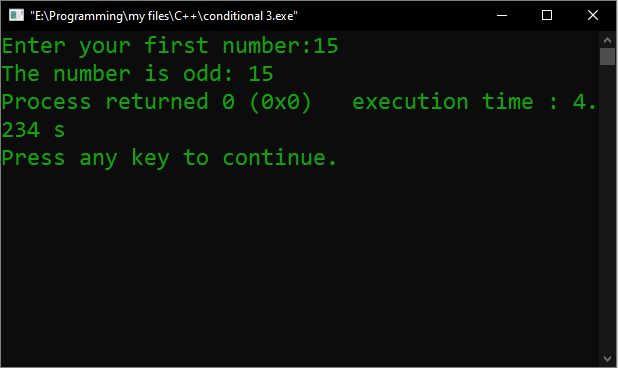 "E:\Programming\my files\C++\conditional 3.exe"
Enter your first number:15
The number is odd: 15
Process returned 0 (0x0)   execution time : 4.
234 s
Press any key to continue.